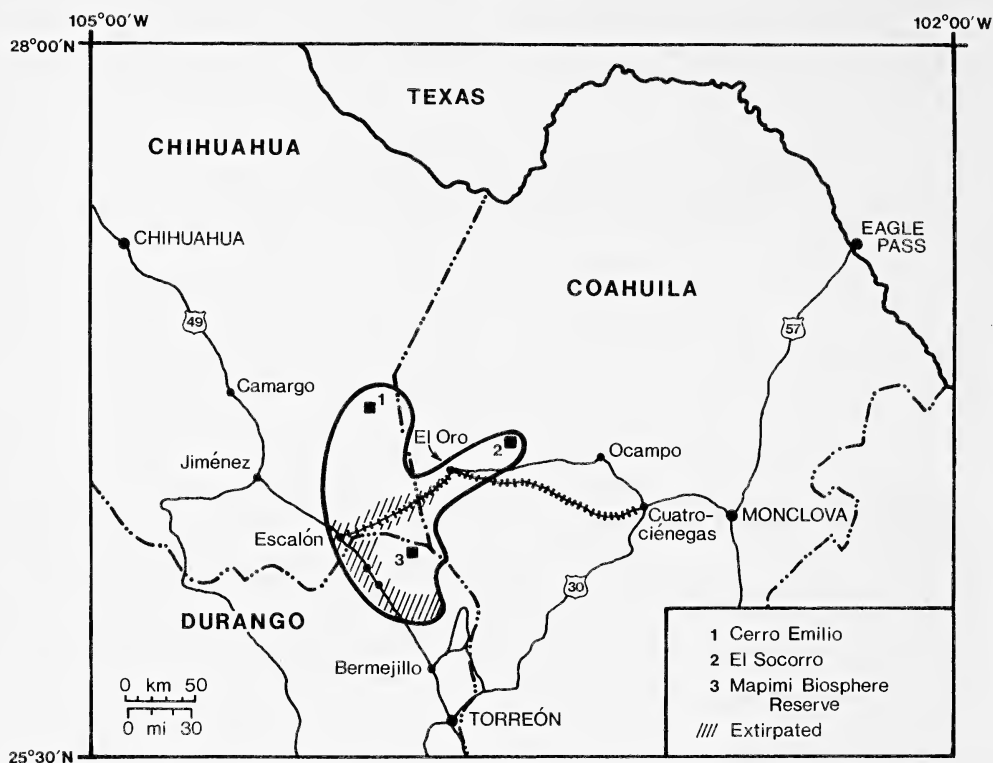 105°00'W
102°00'W
28°00'N
TEXAS
CHIHUAHUA
CHIHUAHUA
EAGLE
PASS
COAHUILA
49
57
Camargo
1
El Oro
2
Ocampo
Jiménez
Escalón
Cuatro-
ciénegas
MONCLOVA
3
30
DURANGO
Bermejillo
0 km 50
0 mi 30
TORREÓN
1 Cerro Emilio
2 El Socorro
3 Mapimi Biosphere
Reserve
//// Extirpated
25°30'N